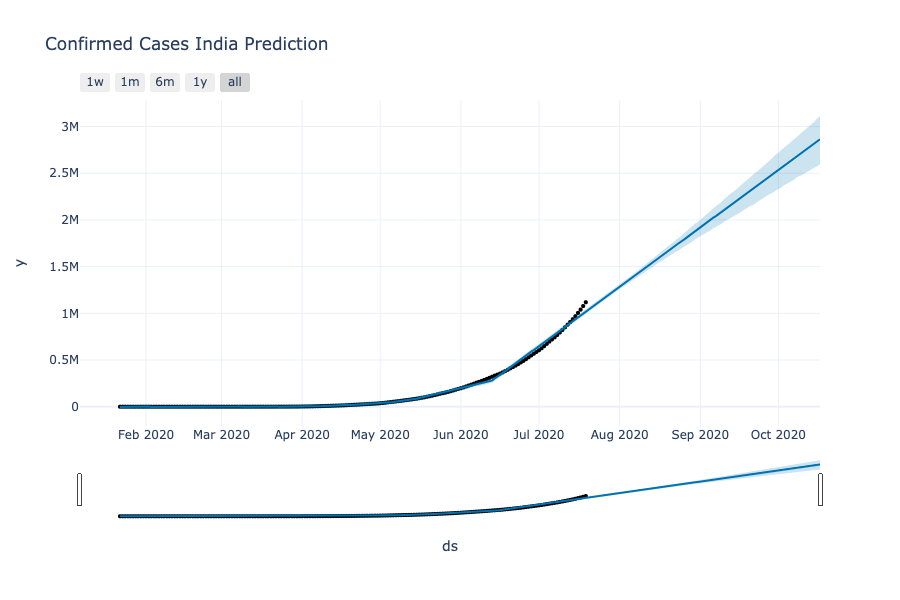 Confirmed Cases India Prediction
1w 1m 6m 1y all
3M
2.5M
2M
1.5M
1M
0.5M
0
y
Feb 2020 Mar 2020 Apr 2020 May 2020 Jun 2020 Jul 2020 Aug 2020 Sep 2020 Oct 2020
ds